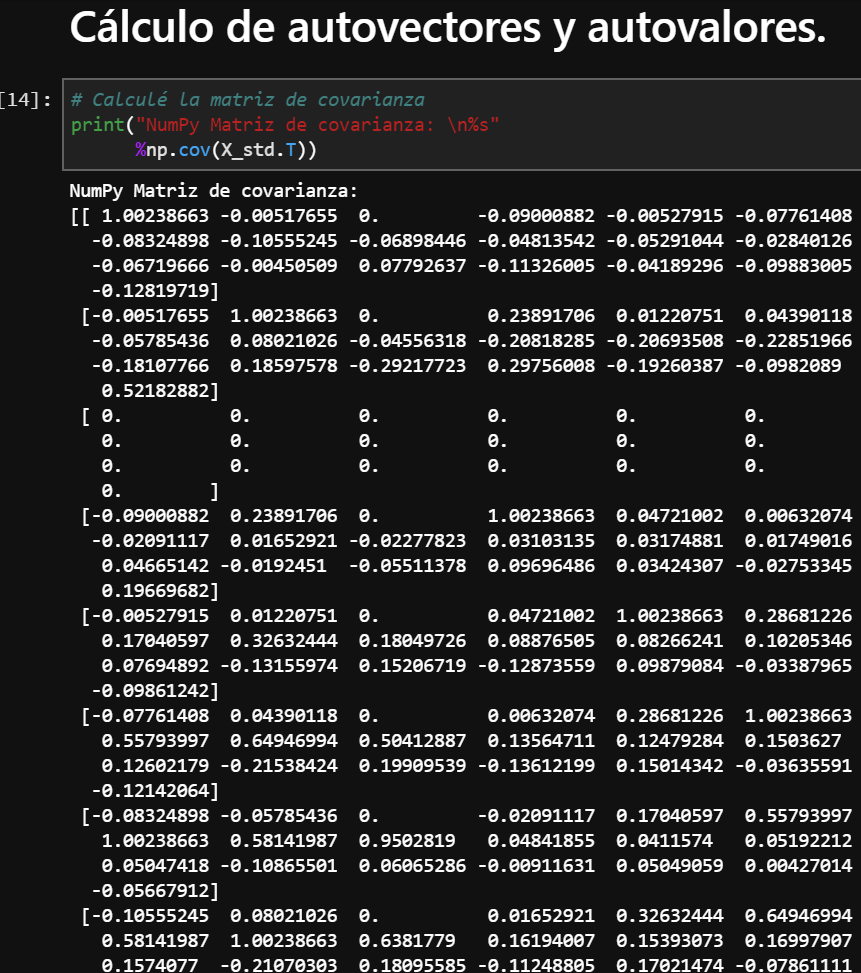 Cálculo de autovectores y autovalores.
[14]: # Calculé la matriz de covarianza
print("NumPy Matriz de covarianza: \n%s"
%np.cov(X_std.T))
NumPy Matriz de covarianza:
[[ 1.00238663 -0.00517655  0.         -0.09000882 -0.00527915 -0.07761408
-0.08324898 -0.10555245 -0.06898446 -0.04813542 -0.05291044 -0.02840126
-0.06719666 -0.00450509  0.07792637 -0.11326005 -0.04189296 -0.09883005
-0.12819719]
[-0.00517655  1.00238663  0.          0.23891706  0.01220751  0.04390118
-0.05785436  0.08021026 -0.04556318 -0.20818285 -0.20693508 -0.22851966
-0.18107766  0.18597578 -0.29217723  0.29756008 -0.19260387 -0.0982089
0.52182882]
[ 0.          0.          0.          0.          0.          0.
0.          0.          0.          0.          0.          0.
0.          0.          0.          0.          0.          0.
0.        ]
[-0.09000882  0.23891706  0.          1.00238663  0.04721002  0.00632074
-0.02091117  0.01652921 -0.02277823  0.03103135  0.03174881  0.01749016
0.04665142 -0.0192451  -0.05511378  0.09696486  0.03424307 -0.02753345
0.19669682]
[-0.00527915  0.01220751  0.          0.04721002  1.00238663  0.28681226
0.17040597  0.32632444  0.18049726  0.08876505  0.08266241  0.10205346
0.07694892 -0.13155974  0.15206719 -0.12873559  0.09879084 -0.03387965
-0.09861242]
[-0.07761408  0.04390118  0.          0.00632074  0.28681226  1.00238663
0.55793997  0.64946994  0.50412887  0.13564711  0.12479284  0.1503627
0.12602179 -0.21538424  0.19909539 -0.13612199  0.15014342 -0.03635591
-0.12142064]
[-0.08324898 -0.05785436  0.         -0.02091117  0.17040597  0.55793997
1.00238663  0.58141987  0.9502819   0.04841855  0.0411574   0.05192212
0.05047418 -0.10865501  0.06065286 -0.00911631  0.05049059  0.00427014
-0.05667912]
[-0.10555245  0.08021026  0.          0.01652921  0.32632444  0.64946994
0.58141987  1.00238663  0.6381779   0.16194007  0.15393073  0.16997907
0.1574077  -0.21070303  0.18095585 -0.11248805  0.17021474 -0.07861111